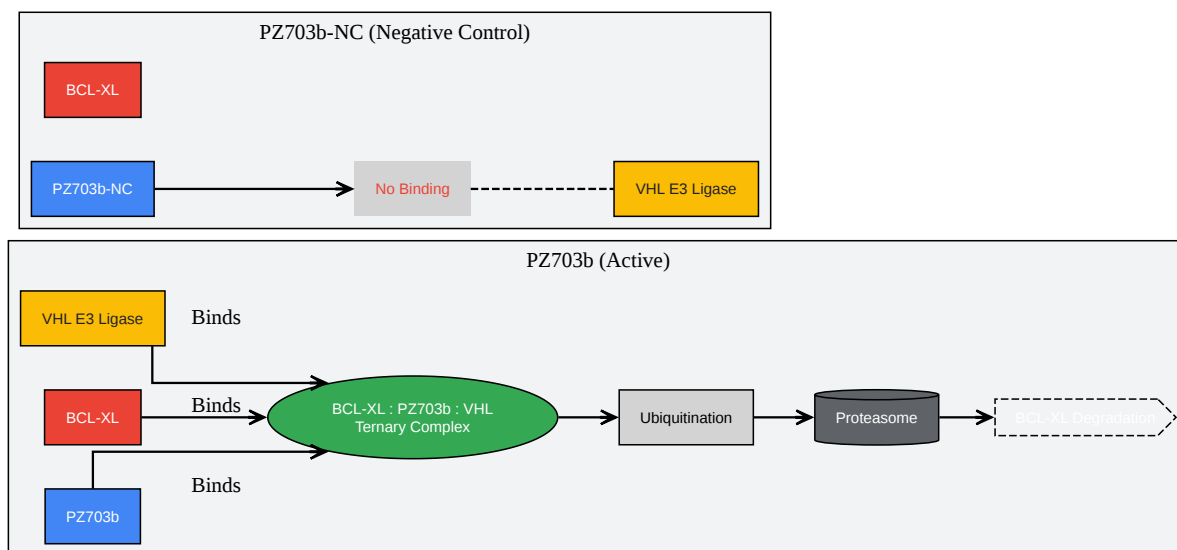 PZ703b-NC (Negative Control)
BCL-XL
PZ703b-NC
No Binding
VHL E3 Ligase
PZ703b (Active)
VHL E3 Ligase
Binds
BCL-XL
Binds
BCL-XL : PZ703b : VHL
Ternary Complex
Ubiquitination
Proteasome
BCL-XL Degradation
Binds
PZ703b